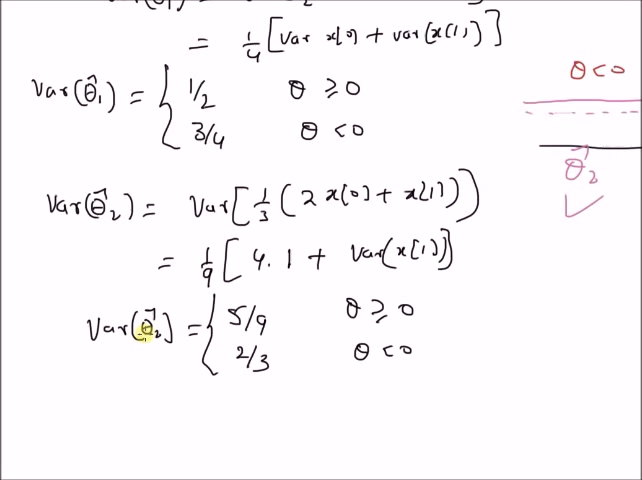 = 1/4 [Var x[0] + var(x[1])]
Var(θ̂₁) = { 1/2 θ ≥ 0
3/4 θ < 0
θ < 0
θ̂₂
✓
Var(θ̂₂) = Var[1/3 (2 x[0] + x[1])]
= 1/9 [4.1 + Var(x[1])]
Var(θ̂₂] = { 5/9 θ ≥ 0
2/3 θ < 0